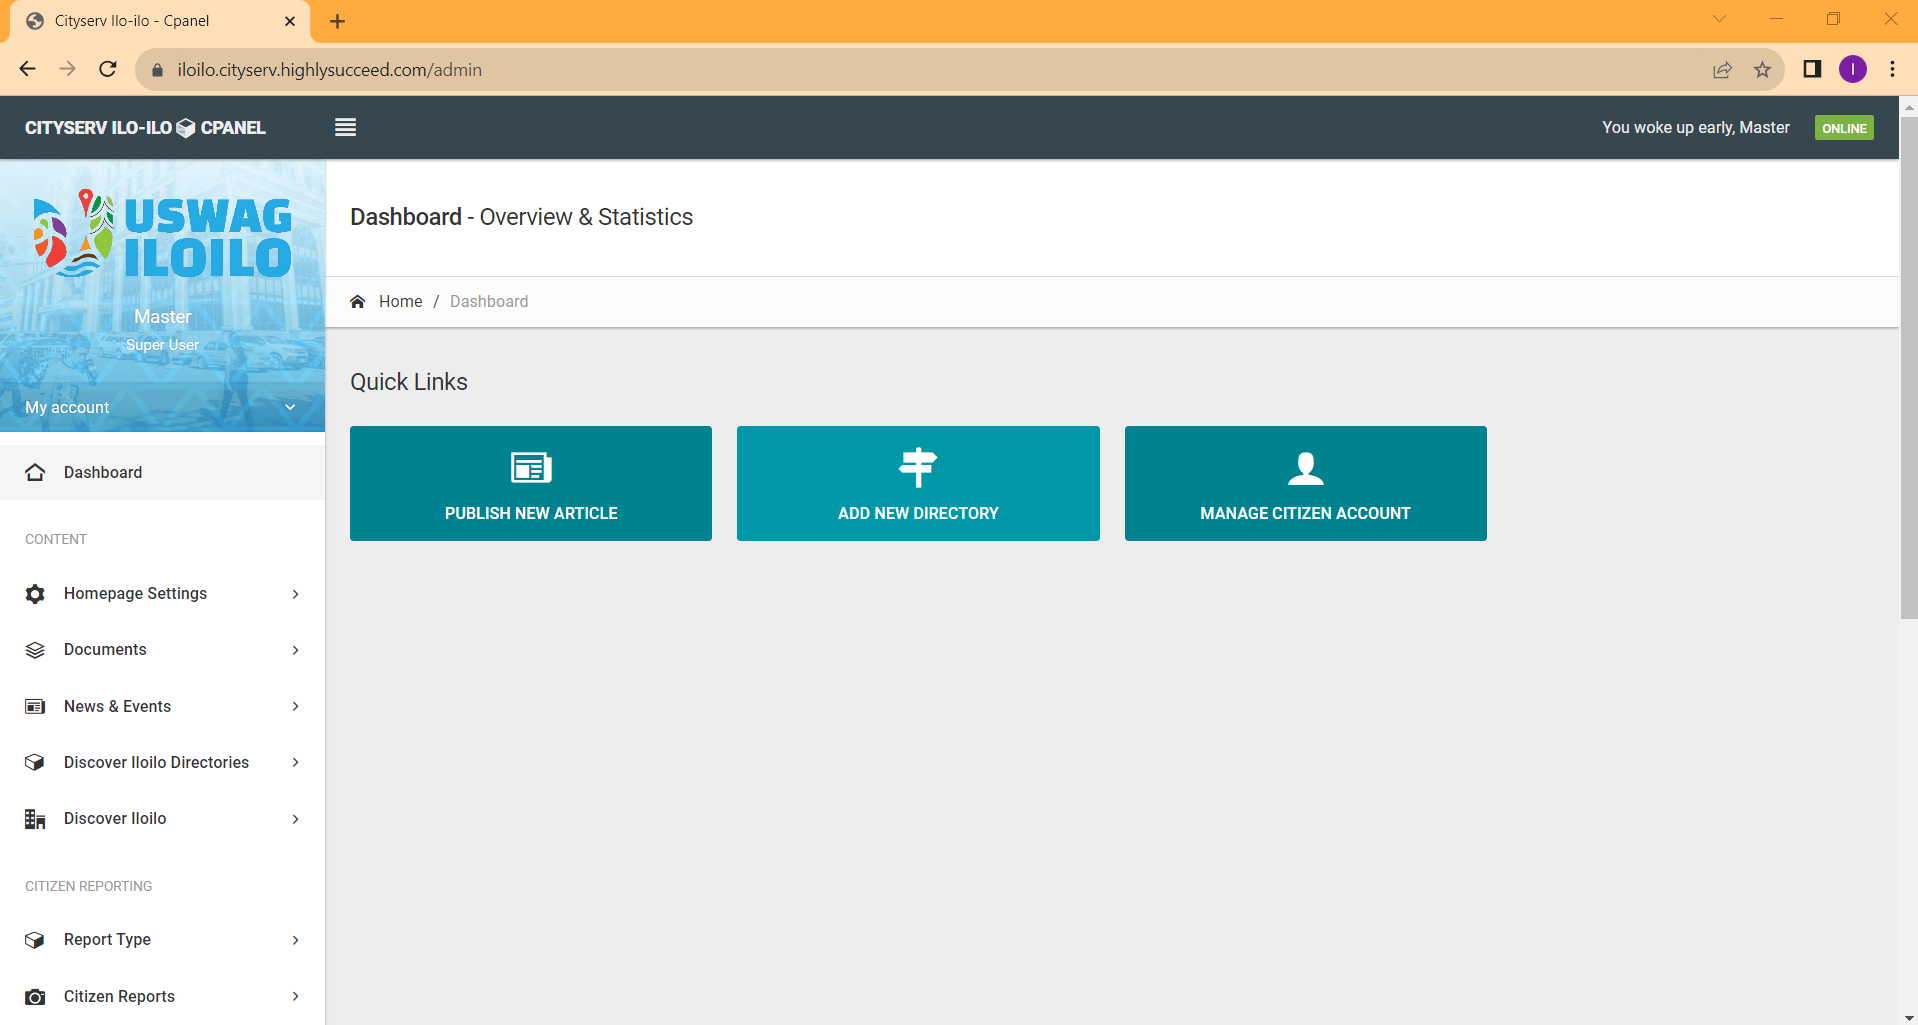 Cityserv Ilo-ilo - Cpanel
iloilo.cityserv.highlysucceed.com/admin
I
CITYSERV ILO-ILO CPANEL
You woke up early, Master
ONLINE
USWAG
ILOILO
Master
Super User
My account
Dashboard
CONTENT
Homepage Settings
Documents
News & Events
Discover Iloilo Directories
Discover Iloilo
CITIZEN REPORTING
Report Type
Citizen Reports
Dashboard - Overview & Statistics
Home / Dashboard
Quick Links
PUBLISH NEW ARTICLE
ADD NEW DIRECTORY
MANAGE CITIZEN ACCOUNT